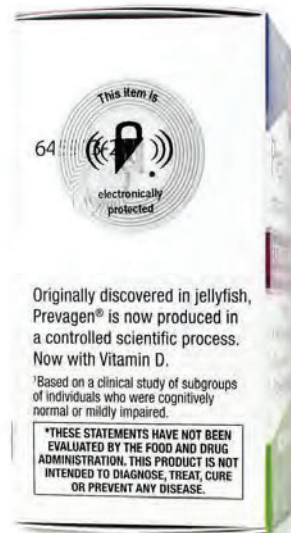 This item is
electronically
protected
Originally discovered in jellyfish,
Prevagen® is now produced in
a controlled scientific process.
Now with Vitamin D.
†Based on a clinical study of subgroups
of individuals who were cognitively
normal or mildly impaired.
*THESE STATEMENTS HAVE NOT BEEN
EVALUATED BY THE FOOD AND DRUG
ADMINISTRATION. THIS PRODUCT IS NOT
INTENDED TO DIAGNOSE, TREAT, CURE
OR PREVENT ANY DISEASE.